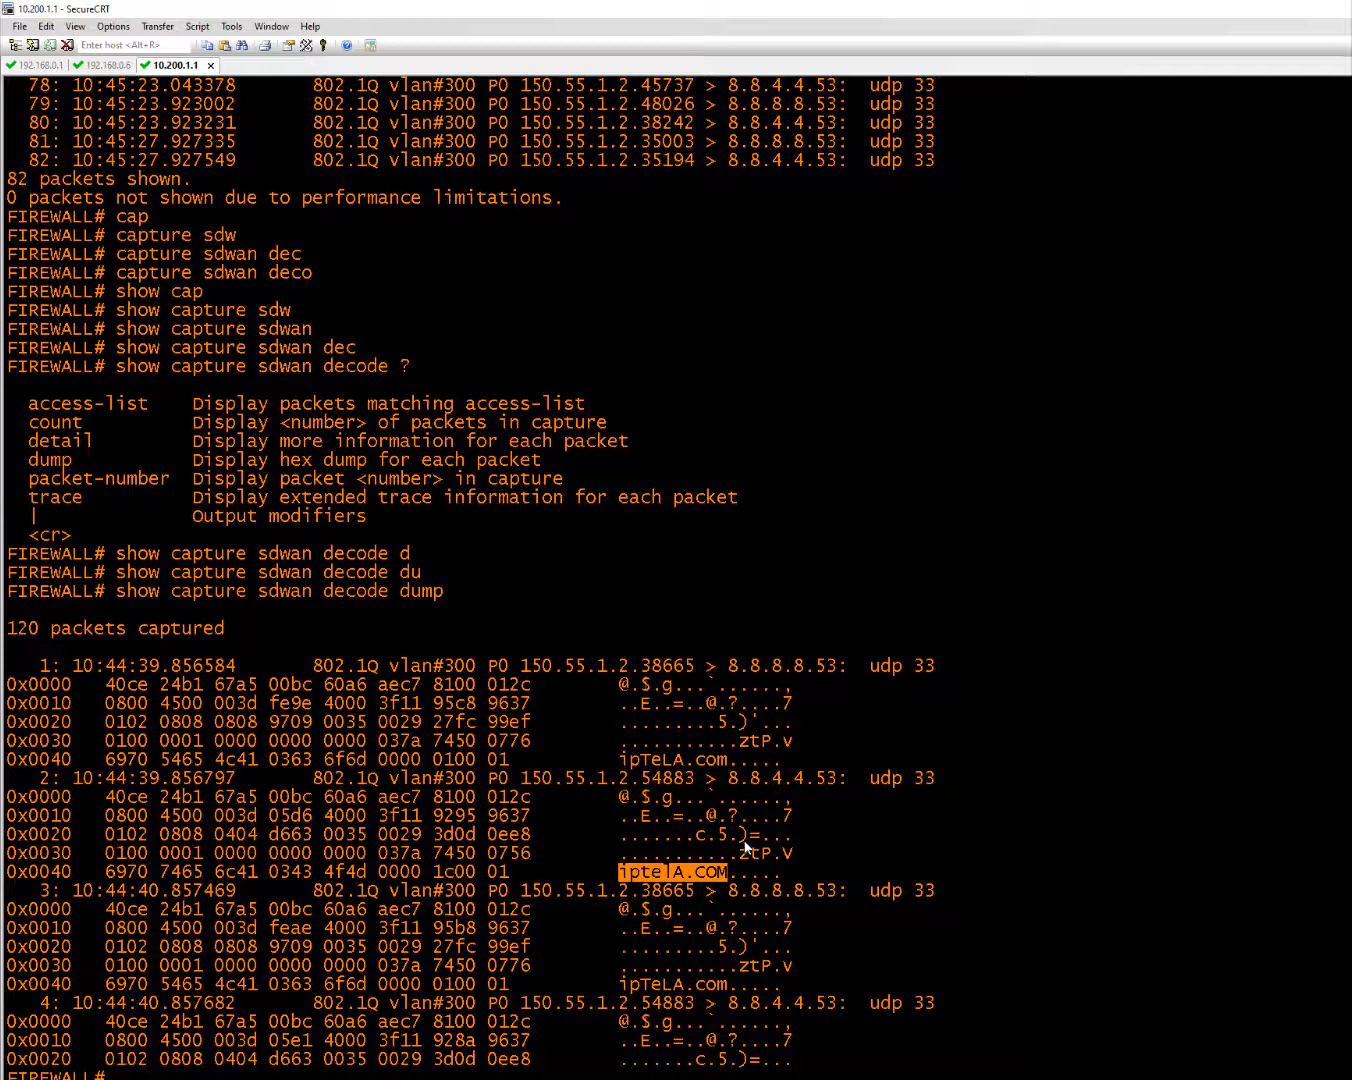 10.200.1.1 - SecureCRT
File Edit View Options Transfer Script Tools Window Help
Enter host <Alt+R>
192.168.0.1 192.168.0.6 10.200.1.1 ×
78: 10:45:23.043378 802.1Q vlan#300 P0 150.55.1.2.45737 > 8.8.4.4.53: udp 33
79: 10:45:23.923002 802.1Q vlan#300 P0 150.55.1.2.48026 > 8.8.8.8.53: udp 33
80: 10:45:23.923231 802.1Q vlan#300 P0 150.55.1.2.38242 > 8.8.4.4.53: udp 33
81: 10:45:27.927335 802.1Q vlan#300 P0 150.55.1.2.35003 > 8.8.8.8.53: udp 33
82: 10:45:27.927549 802.1Q vlan#300 P0 150.55.1.2.35194 > 8.8.4.4.53: udp 33
82 packets shown.
0 packets not shown due to performance limitations.
FIREWALL# cap
FIREWALL# capture sdw
FIREWALL# capture sdwan dec
FIREWALL# capture sdwan deco
FIREWALL# show cap
FIREWALL# show capture sdw
FIREWALL# show capture sdwan
FIREWALL# show capture sdwan dec
FIREWALL# show capture sdwan decode ?
access-list Display packets matching access-list
count Display <number> of packets in capture
detail Display more information for each packet
dump Display hex dump for each packet
packet-number Display packet <number> in capture
trace Display extended trace information for each packet
| Output modifiers
<cr>
FIREWALL# show capture sdwan decode d
FIREWALL# show capture sdwan decode du
FIREWALL# show capture sdwan decode dump
120 packets captured
1: 10:44:39.856584 802.1Q vlan#300 P0 150.55.1.2.38665 > 8.8.8.8.53: udp 33
0x0000 40ce 24b1 67a5 00bc 60a6 aec7 8100 012c @.$.g...`......,
0x0010 0800 4500 003d fe9e 4000 3f11 95c8 9637 ..E..=..@.?....7
0x0020 0102 0808 0808 9709 0035 0029 27fc 99ef .........5.)'...
0x0030 0100 0001 0000 0000 0000 037a 7450 0776 ...........ztP.v
0x0040 6970 5465 4c41 0363 6f6d 0000 0100 01 ipTeLA.com.....
2: 10:44:39.856797 802.1Q vlan#300 P0 150.55.1.2.54883 > 8.8.4.4.53: udp 33
0x0000 40ce 24b1 67a5 00bc 60a6 aec7 8100 012c @.$.g...`......,
0x0010 0800 4500 003d 05d6 4000 3f11 9295 9637 ..E..=..@.?....7
0x0020 0102 0808 0404 d663 0035 0029 3d0d 0ee8 .......c.5.)=...
0x0030 0100 0001 0000 0000 0000 037a 7450 0756 ...........ztP.V
0x0040 6970 7465 6c41 0343 4f4d 0000 1c00 01 iptelA.COM.....
3: 10:44:40.857469 802.1Q vlan#300 P0 150.55.1.2.38665 > 8.8.8.8.53: udp 33
0x0000 40ce 24b1 67a5 00bc 60a6 aec7 8100 012c @.$.g...`......,
0x0010 0800 4500 003d feae 4000 3f11 95b8 9637 ..E..=..@.?....7
0x0020 0102 0808 0808 9709 0035 0029 27fc 99ef .........5.)'...
0x0030 0100 0001 0000 0000 0000 037a 7450 0776 ...........ztP.v
0x0040 6970 5465 4c41 0363 6f6d 0000 0100 01 ipTeLA.com.....
4: 10:44:40.857682 802.1Q vlan#300 P0 150.55.1.2.54883 > 8.8.4.4.53: udp 33
0x0000 40ce 24b1 67a5 00bc 60a6 aec7 8100 012c @.$.g...`......,
0x0010 0800 4500 003d 05e1 4000 3f11 928a 9637 ..E..=..@.?....7
0x0020 0102 0808 0404 d663 0035 0029 3d0d 0ee8 .......c.5.)=...
FIREWALL#